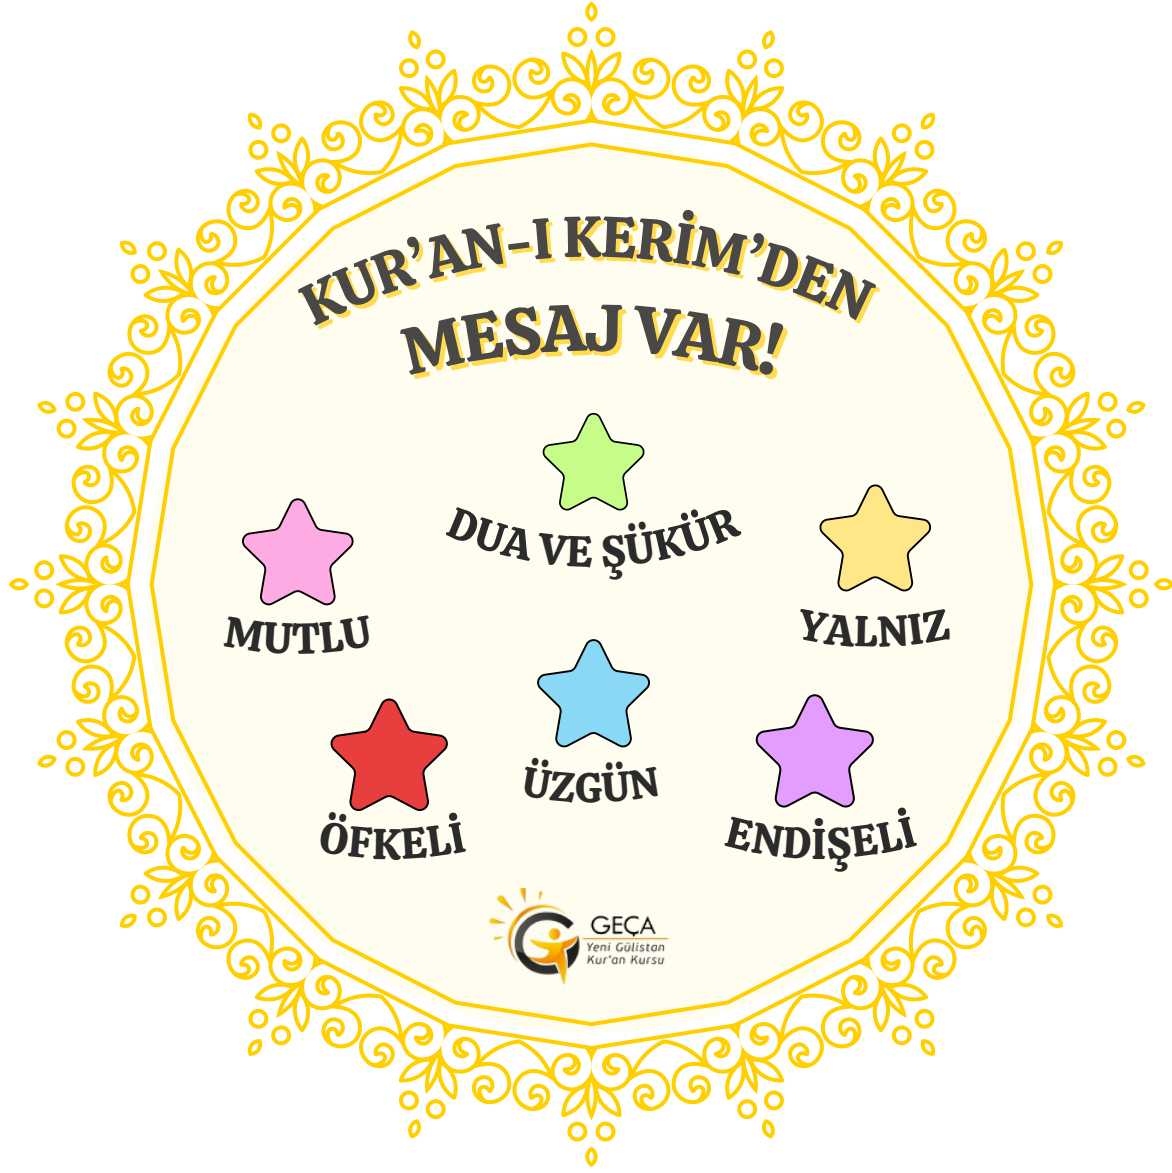 KUR'AN-I KERİM'DEN
MESAJ VAR!
DUA VE ŞÜKÜR
MUTLU
YALNIZ
ÜZGÜN
ÖFKELİ
ENDİŞELİ
GEÇA
Yeni Gülistan
Kur'an Kursu